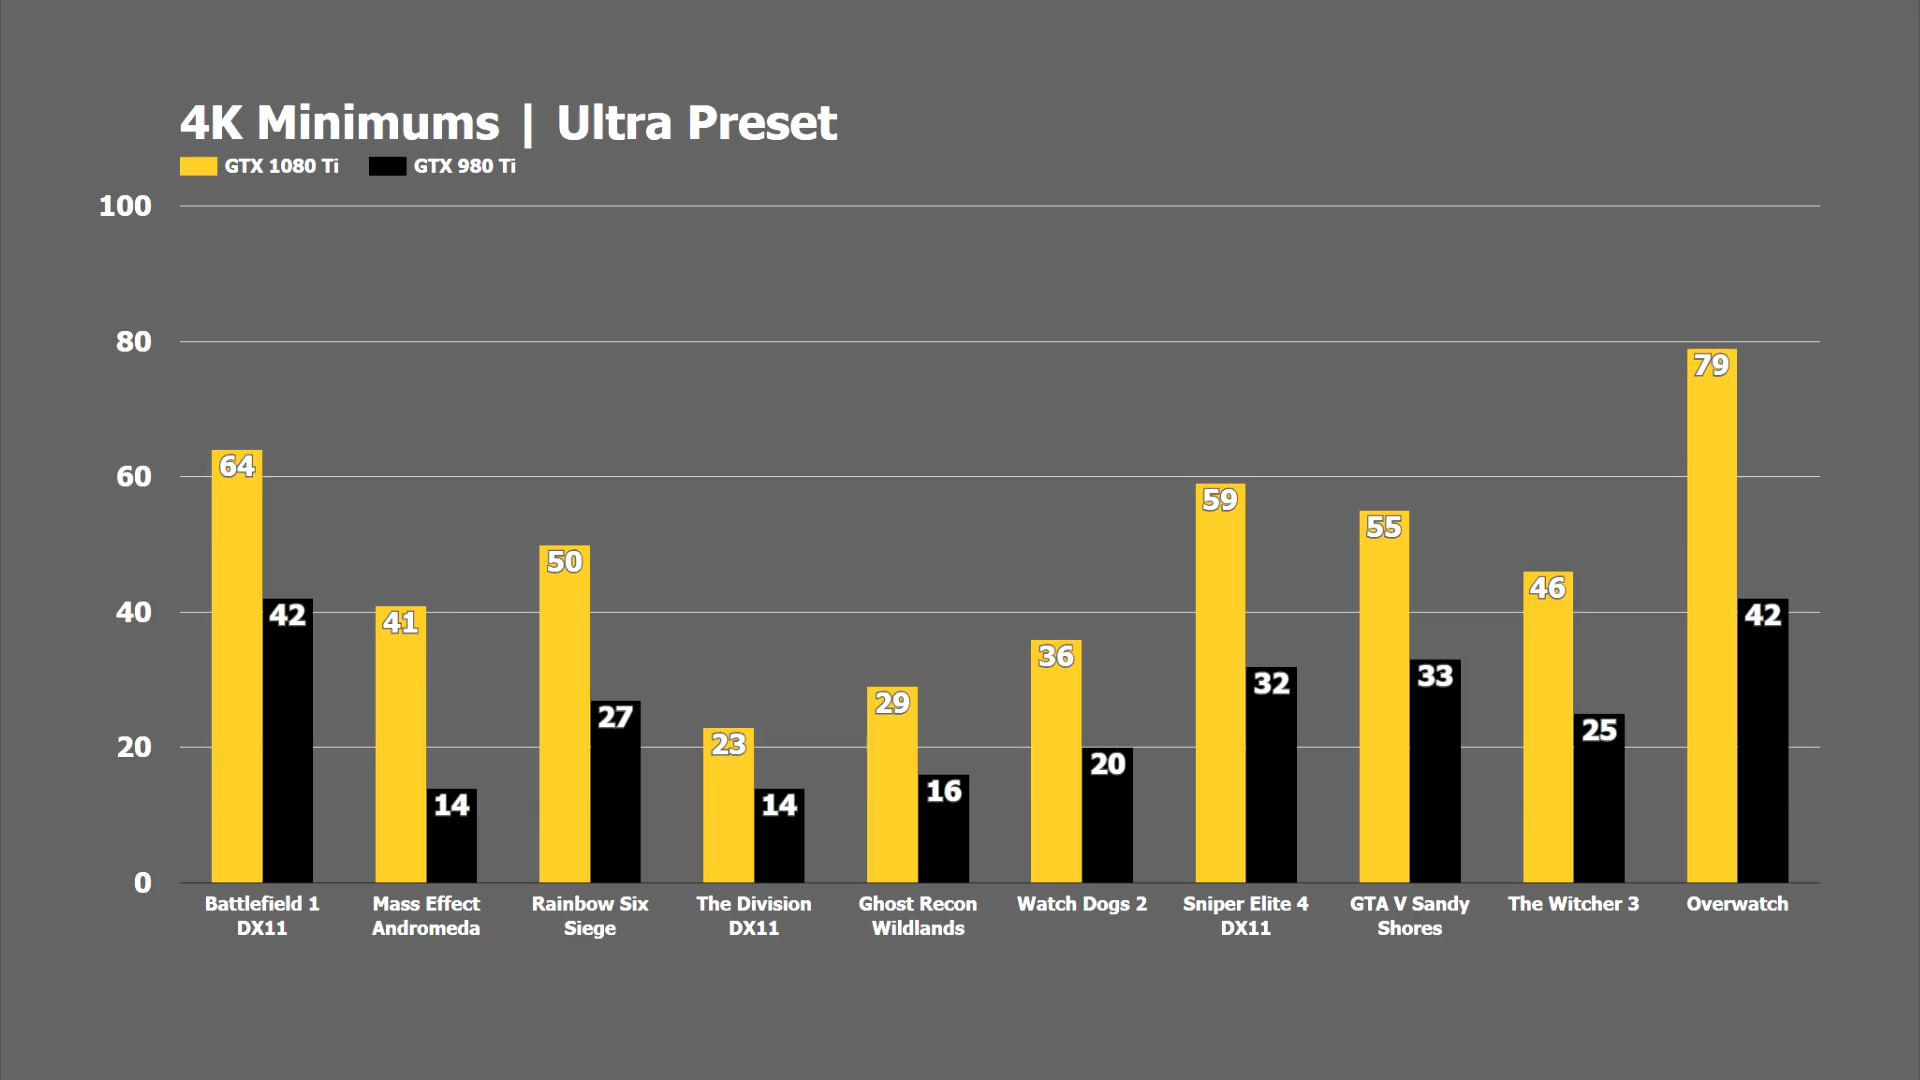 4K Minimums | Ultra Preset
GTX 1080 Ti GTX 980 Ti
100
80
60
40
20
0
64
42
41
14
50
27
23
14
29
16
36
20
59
32
55
33
46
25
79
42
Battlefield 1
DX11
Mass Effect
Andromeda
Rainbow Six
Siege
The Division
DX11
Ghost Recon
Wildlands
Watch Dogs 2
Sniper Elite 4
DX11
GTA V Sandy
Shores
The Witcher 3
Overwatch